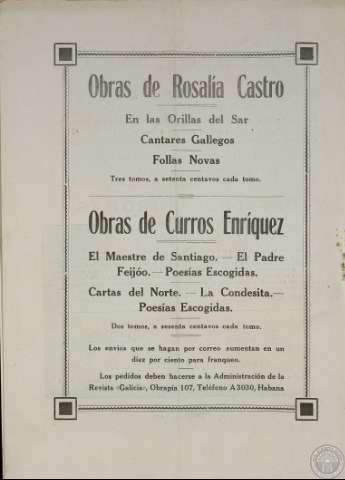 Obras de Rosalía Castro
En las Orillas del Sar
Cantares Gallegos
Follas Novas
Tres tomos, a setenta centavos cada tomo.
Obras de Curros Enríquez
El Maestre de Santiago. — El Padre
Feijóo. — Poesías Escogidas.
Cartas del Norte. — La Condesita.—
Poesías Escogidas.
Dos tomos, a sesenta centavos cada tomo.
Los envíos que se hagan por correo aumentan en un
diez por ciento para franqueo.
Los pedidos deben hacerse a la Administración de la
Revista «Galicia», Obrapía 107, Teléfono A 3030, Habana